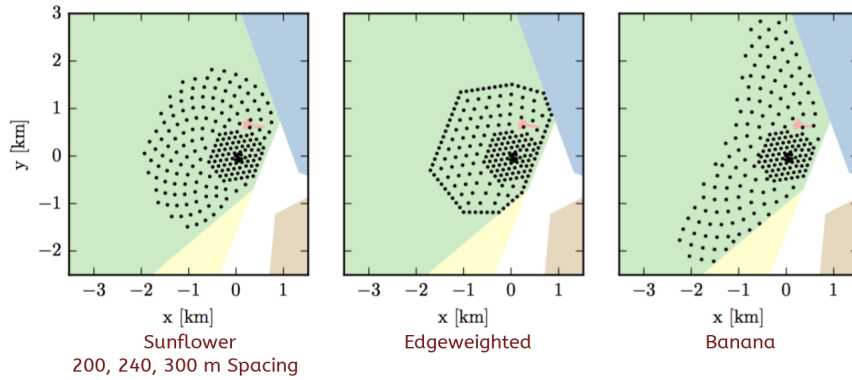 3
2
1
0
−1
−2
y [km]
−3 −2 −1 0 1
−3 −2 −1 0 1
−3 −2 −1 0 1
x [km] x [km] x [km]
Sunflower Edgeweighted Banana
200, 240, 300 m Spacing